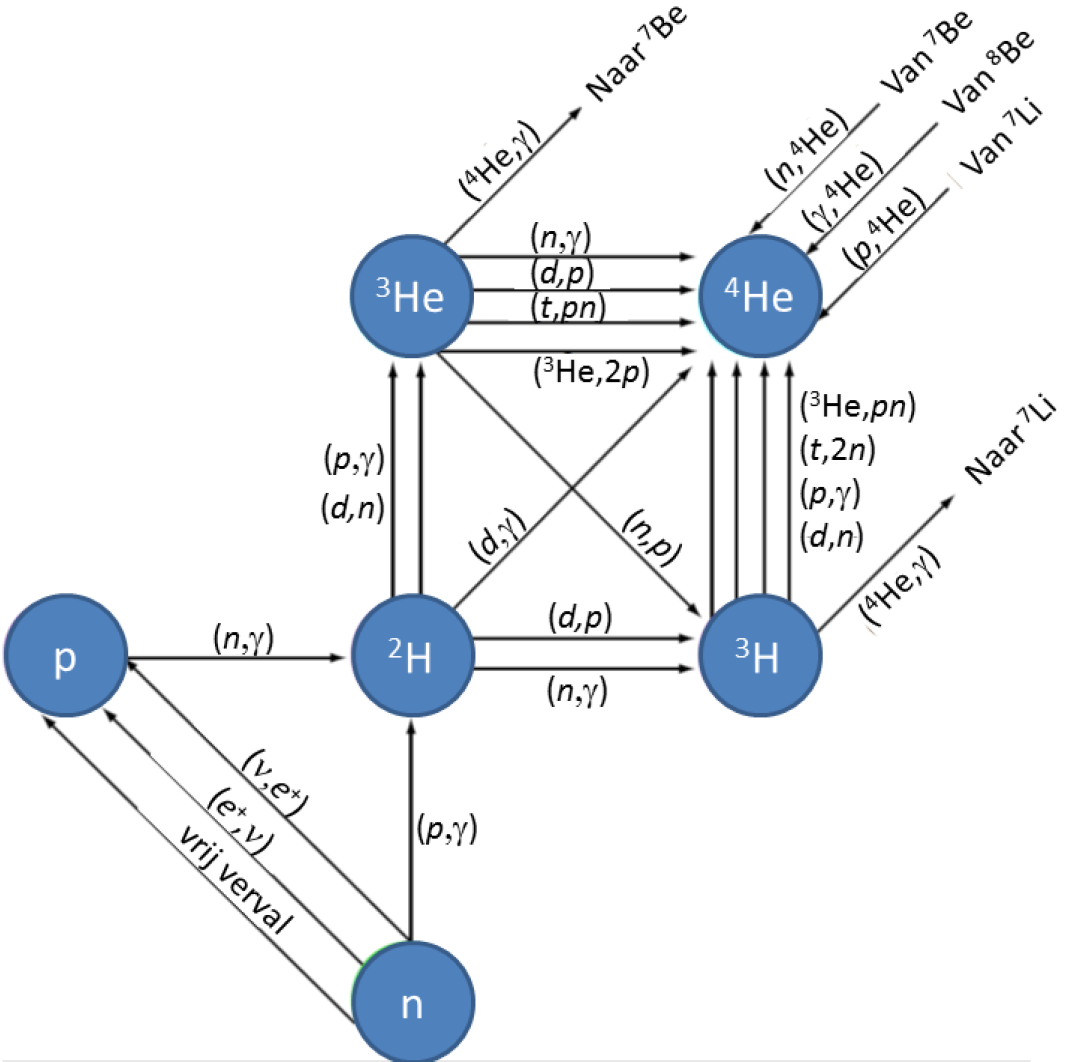 Naar ⁷Be
Van ⁷Be
Van ⁸Be
Van ⁷Li
(⁴He,γ)
(n,⁴He)
(γ,⁴He)
(p,⁴He)
³He
(n,γ)
(d,p)
(t,pn)
(³He,2p)
⁴He
(p,γ)
(d,n)
(d,γ)
(n,p)
(³He,pn)
(t,2n)
(p,γ)
(d,n)
Naar ⁷Li
(⁴He,γ)
p
(n,γ)
²H
(d,p)
(n,γ)
³H
(ν,e⁺)
(e⁺,ν)
vrij verval
(p,γ)
n